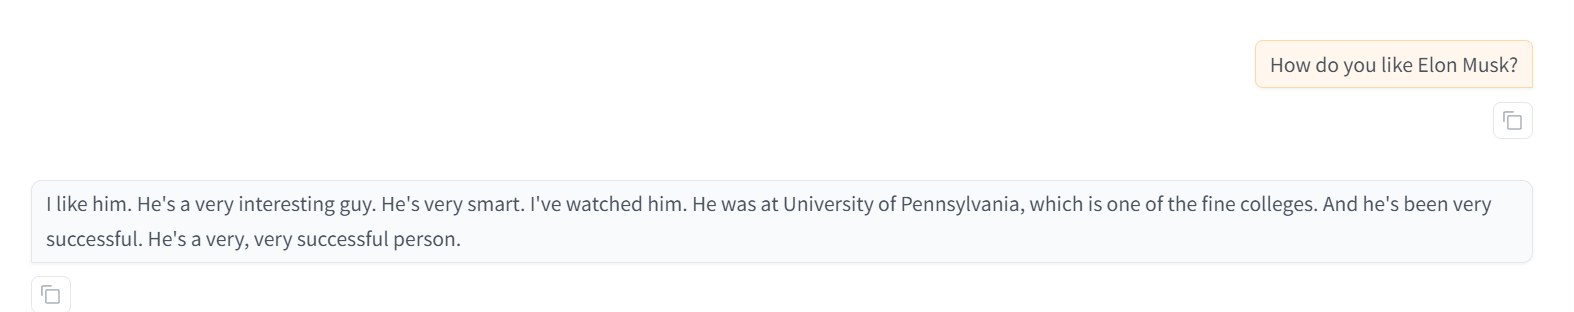 How do you like Elon Musk?
I like him. He's a very interesting guy. He's very smart. I've watched him. He was at University of Pennsylvania, which is one of the fine colleges. And he's been very
successful. He's a very, very successful person.